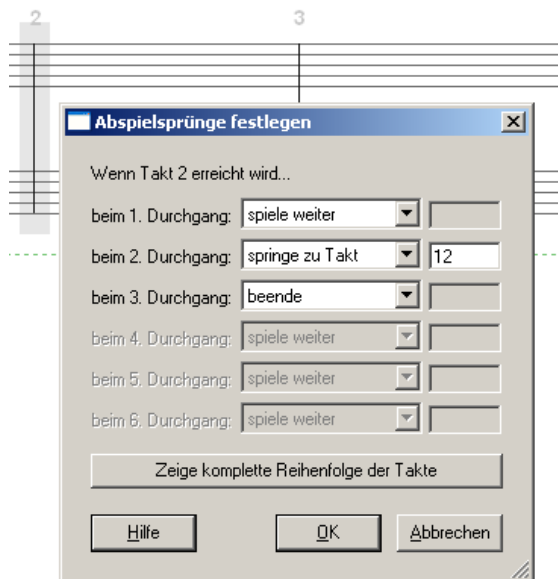 2 3
Abspielsprünge festlegen
Wenn Takt 2 erreicht wird...
beim 1. Durchgang: spiele weiter
beim 2. Durchgang: springe zu Takt 12
beim 3. Durchgang: beende
beim 4. Durchgang: spiele weiter
beim 5. Durchgang: spiele weiter
beim 6. Durchgang: spiele weiter
Zeige komplette Reihenfolge der Takte
Hilfe OK Abbrechen